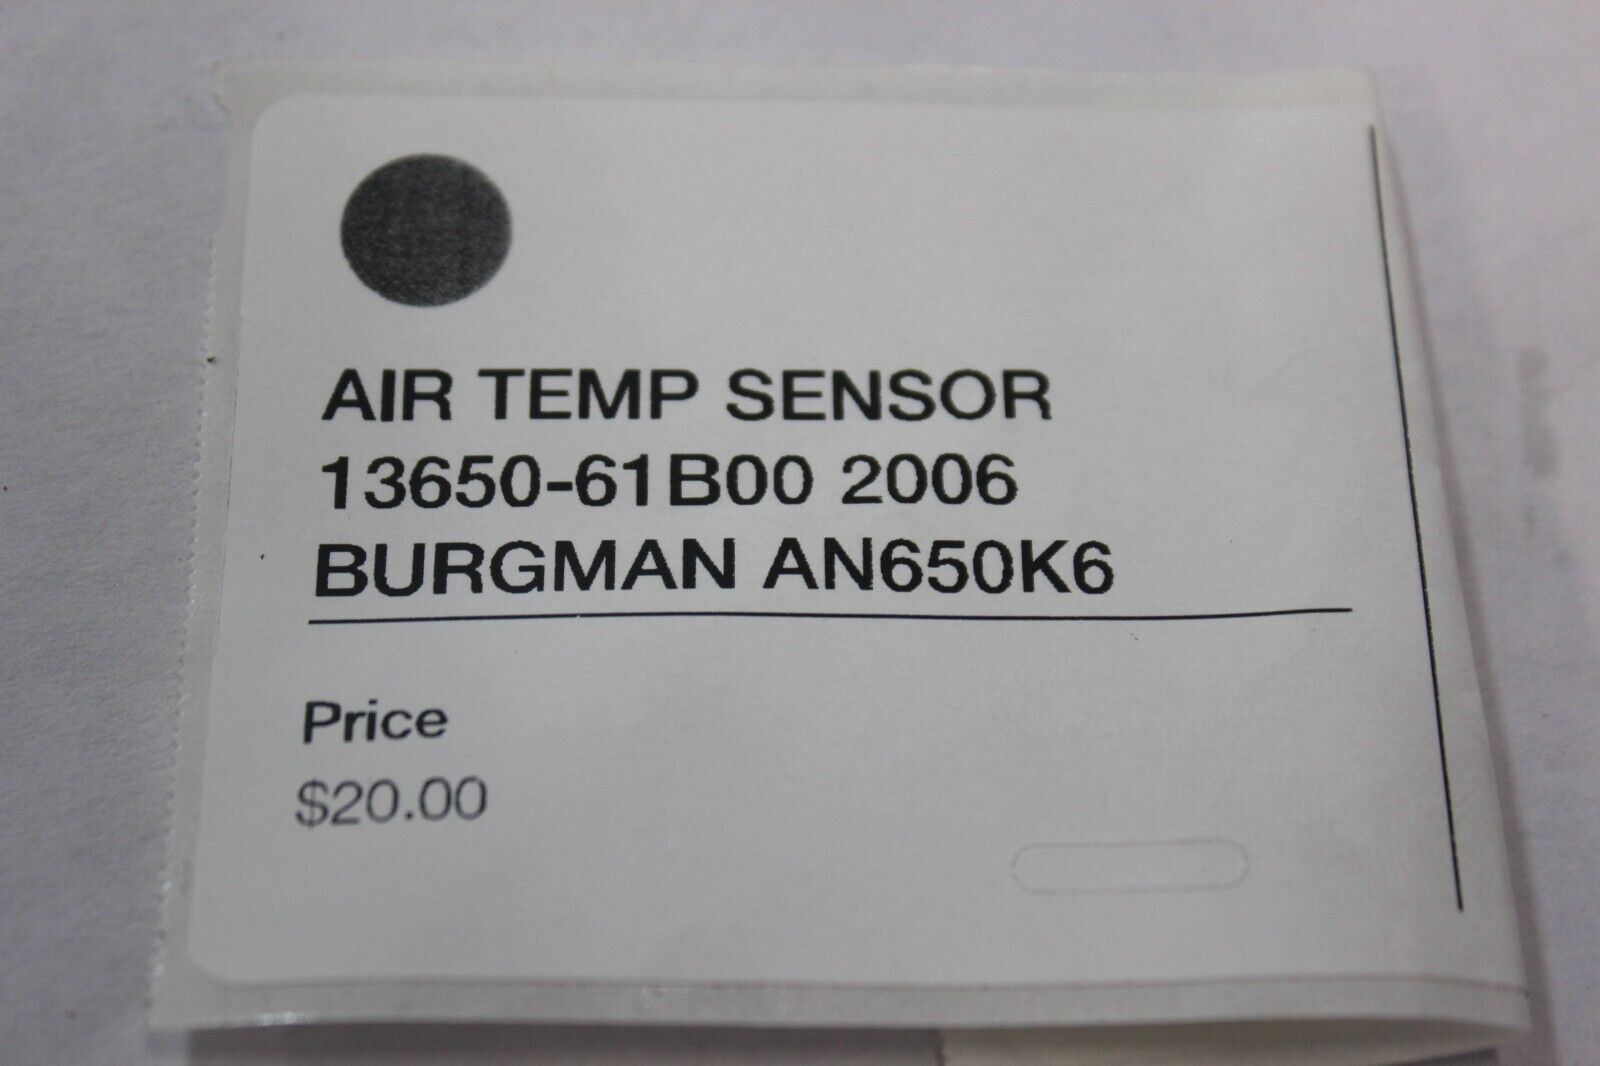 AIR TEMP SENSOR
13650-61B00 2006
BURGMAN AN650K6
Price
$20.00